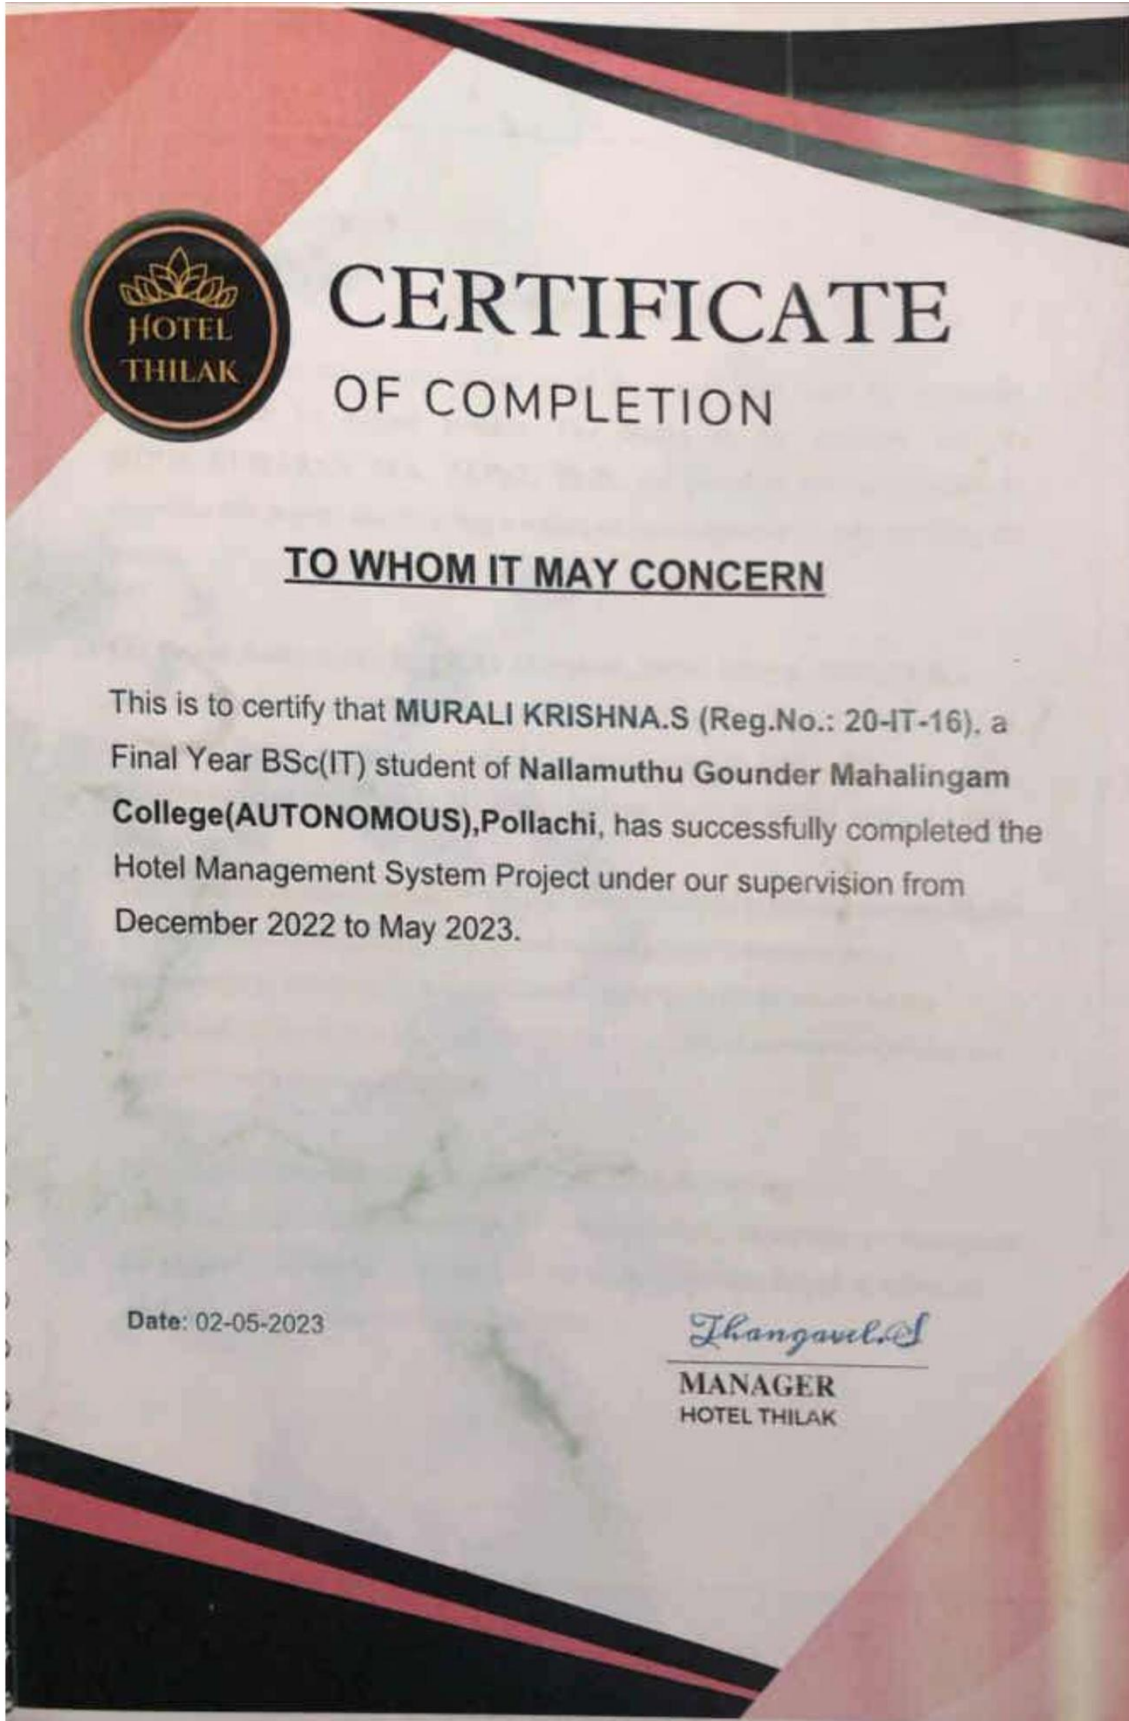 HOTEL
THILAK
CERTIFICATE
OF COMPLETION
TO WHOM IT MAY CONCERN
This is to certify that MURALI KRISHNA.S (Reg.No.: 20-IT-16), a
Final Year BSc(IT) student of Nallamuthu Gounder Mahalingam
College(AUTONOMOUS),Pollachi, has successfully completed the
Hotel Management System Project under our supervision from
December 2022 to May 2023.
Date: 02-05-2023
Thangavel.S
MANAGER
HOTEL THILAK